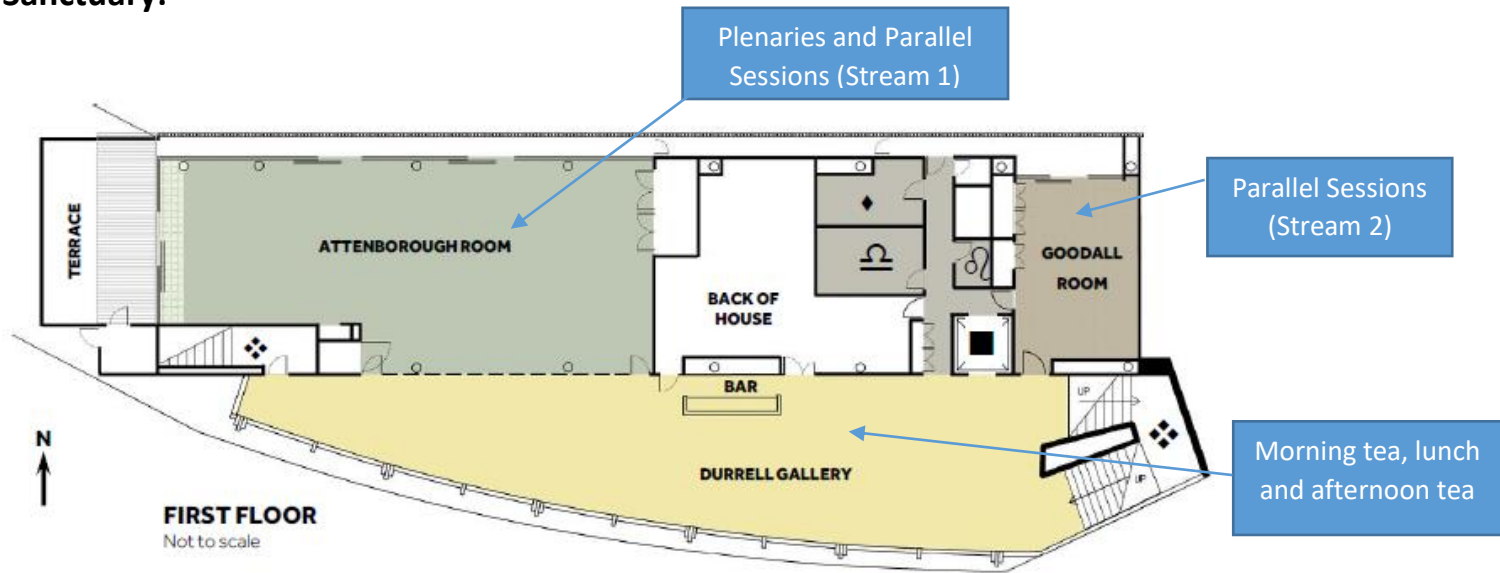 Sanctuary.
Plenaries and Parallel
Sessions (Stream 1)
Parallel Sessions
(Stream 2)
TERRACE
ATTENBOROUGH ROOM
GOODALL
ROOM
BACK OF
HOUSE
BAR
UP
N
DURRELL GALLERY
UP
Morning tea, lunch
and afternoon tea
FIRST FLOOR
Not to scale